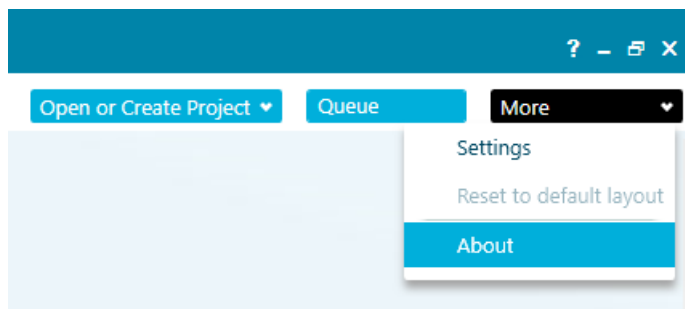 ?
Open or Create Project Queue More
Settings
Reset to default layout
About